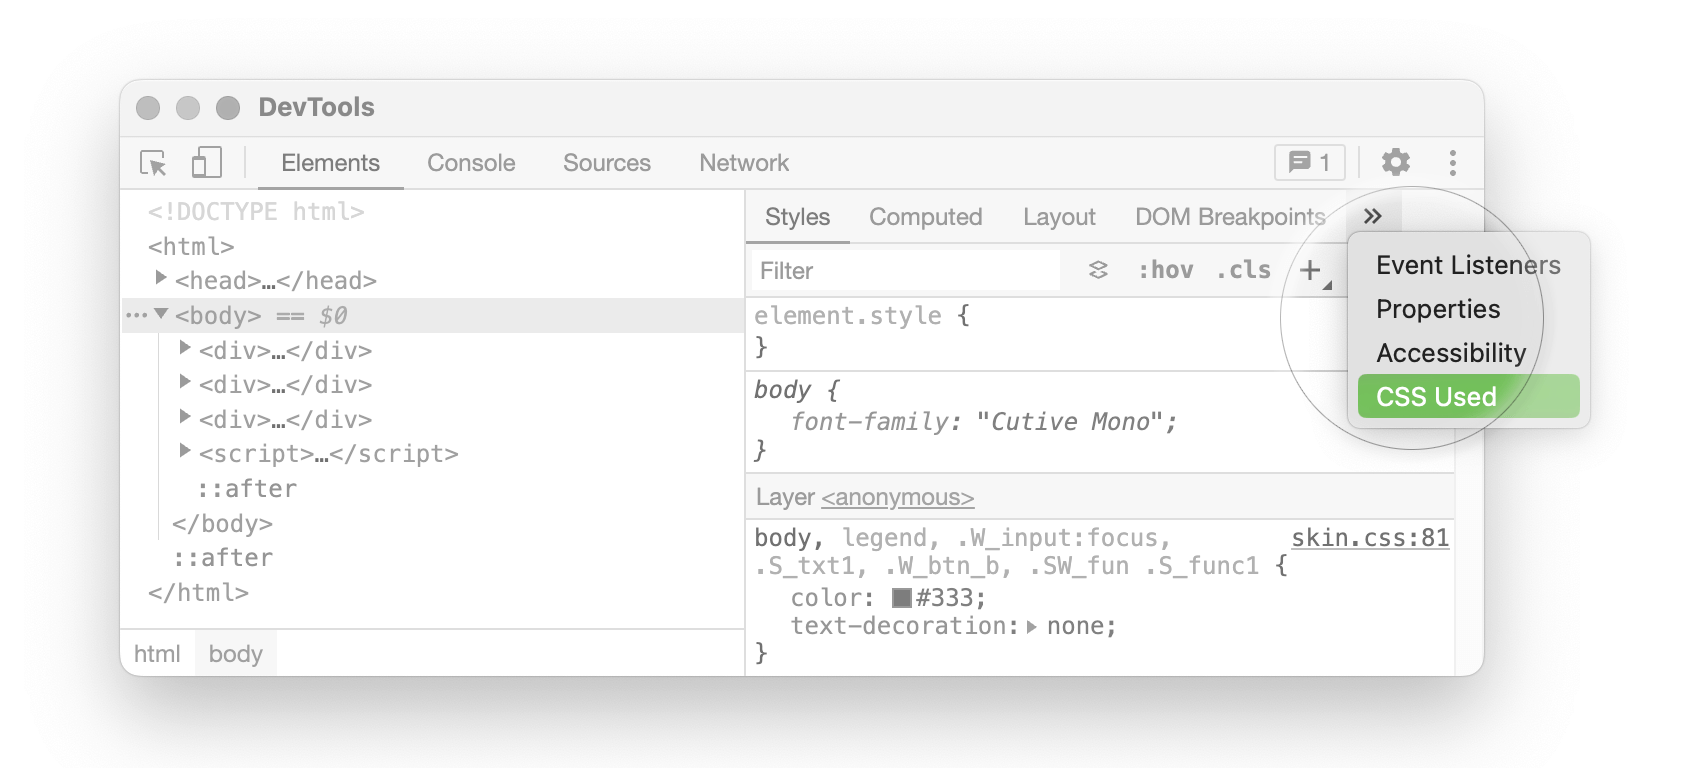 DevTools
Elements Console Sources Network 1
<!DOCTYPE html>
<html>
<head>…</head>
<body> == $0
<div>…</div>
<div>…</div>
<div>…</div>
<script>…</script>
::after
</body>
::after
</html>
html body
Styles Computed Layout DOM Breakpoints »
Filter :hov .cls +
element.style {
}
body {
font-family: "Cutive Mono";
}
Layer <anonymous>
body, legend, .W_input:focus, skin.css:81
.S_txt1, .W_btn_b, .SW_fun .S_func1 {
color: #333;
text-decoration: none;
}
Event Listeners
Properties
Accessibility
CSS Used